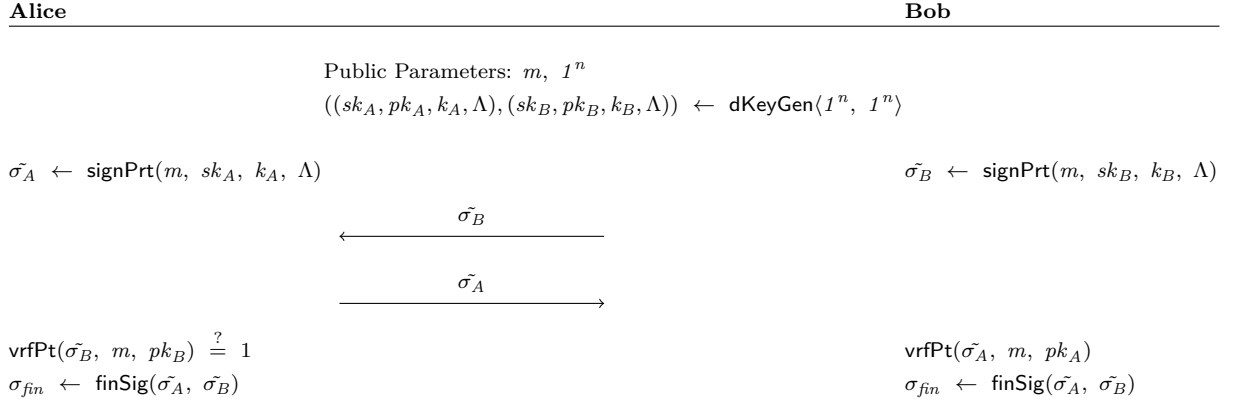 Alice Bob
Public Parameters: m, 1^n
((sk_A, pk_A, k_A, Λ), (sk_B, pk_B, k_B, Λ)) ← dKeyGen⟨1^n, 1^n⟩
σ̃_A ← signPrt(m, sk_A, k_A, Λ) σ̃_B ← signPrt(m, sk_B, k_B, Λ)
σ̃_B
σ̃_A
vrfPt(σ̃_B, m, pk_B) ≟ 1 vrfPt(σ̃_A, m, pk_A)
σ_fin ← finSig(σ̃_A, σ̃_B) σ_fin ← finSig(σ̃_A, σ̃_B)